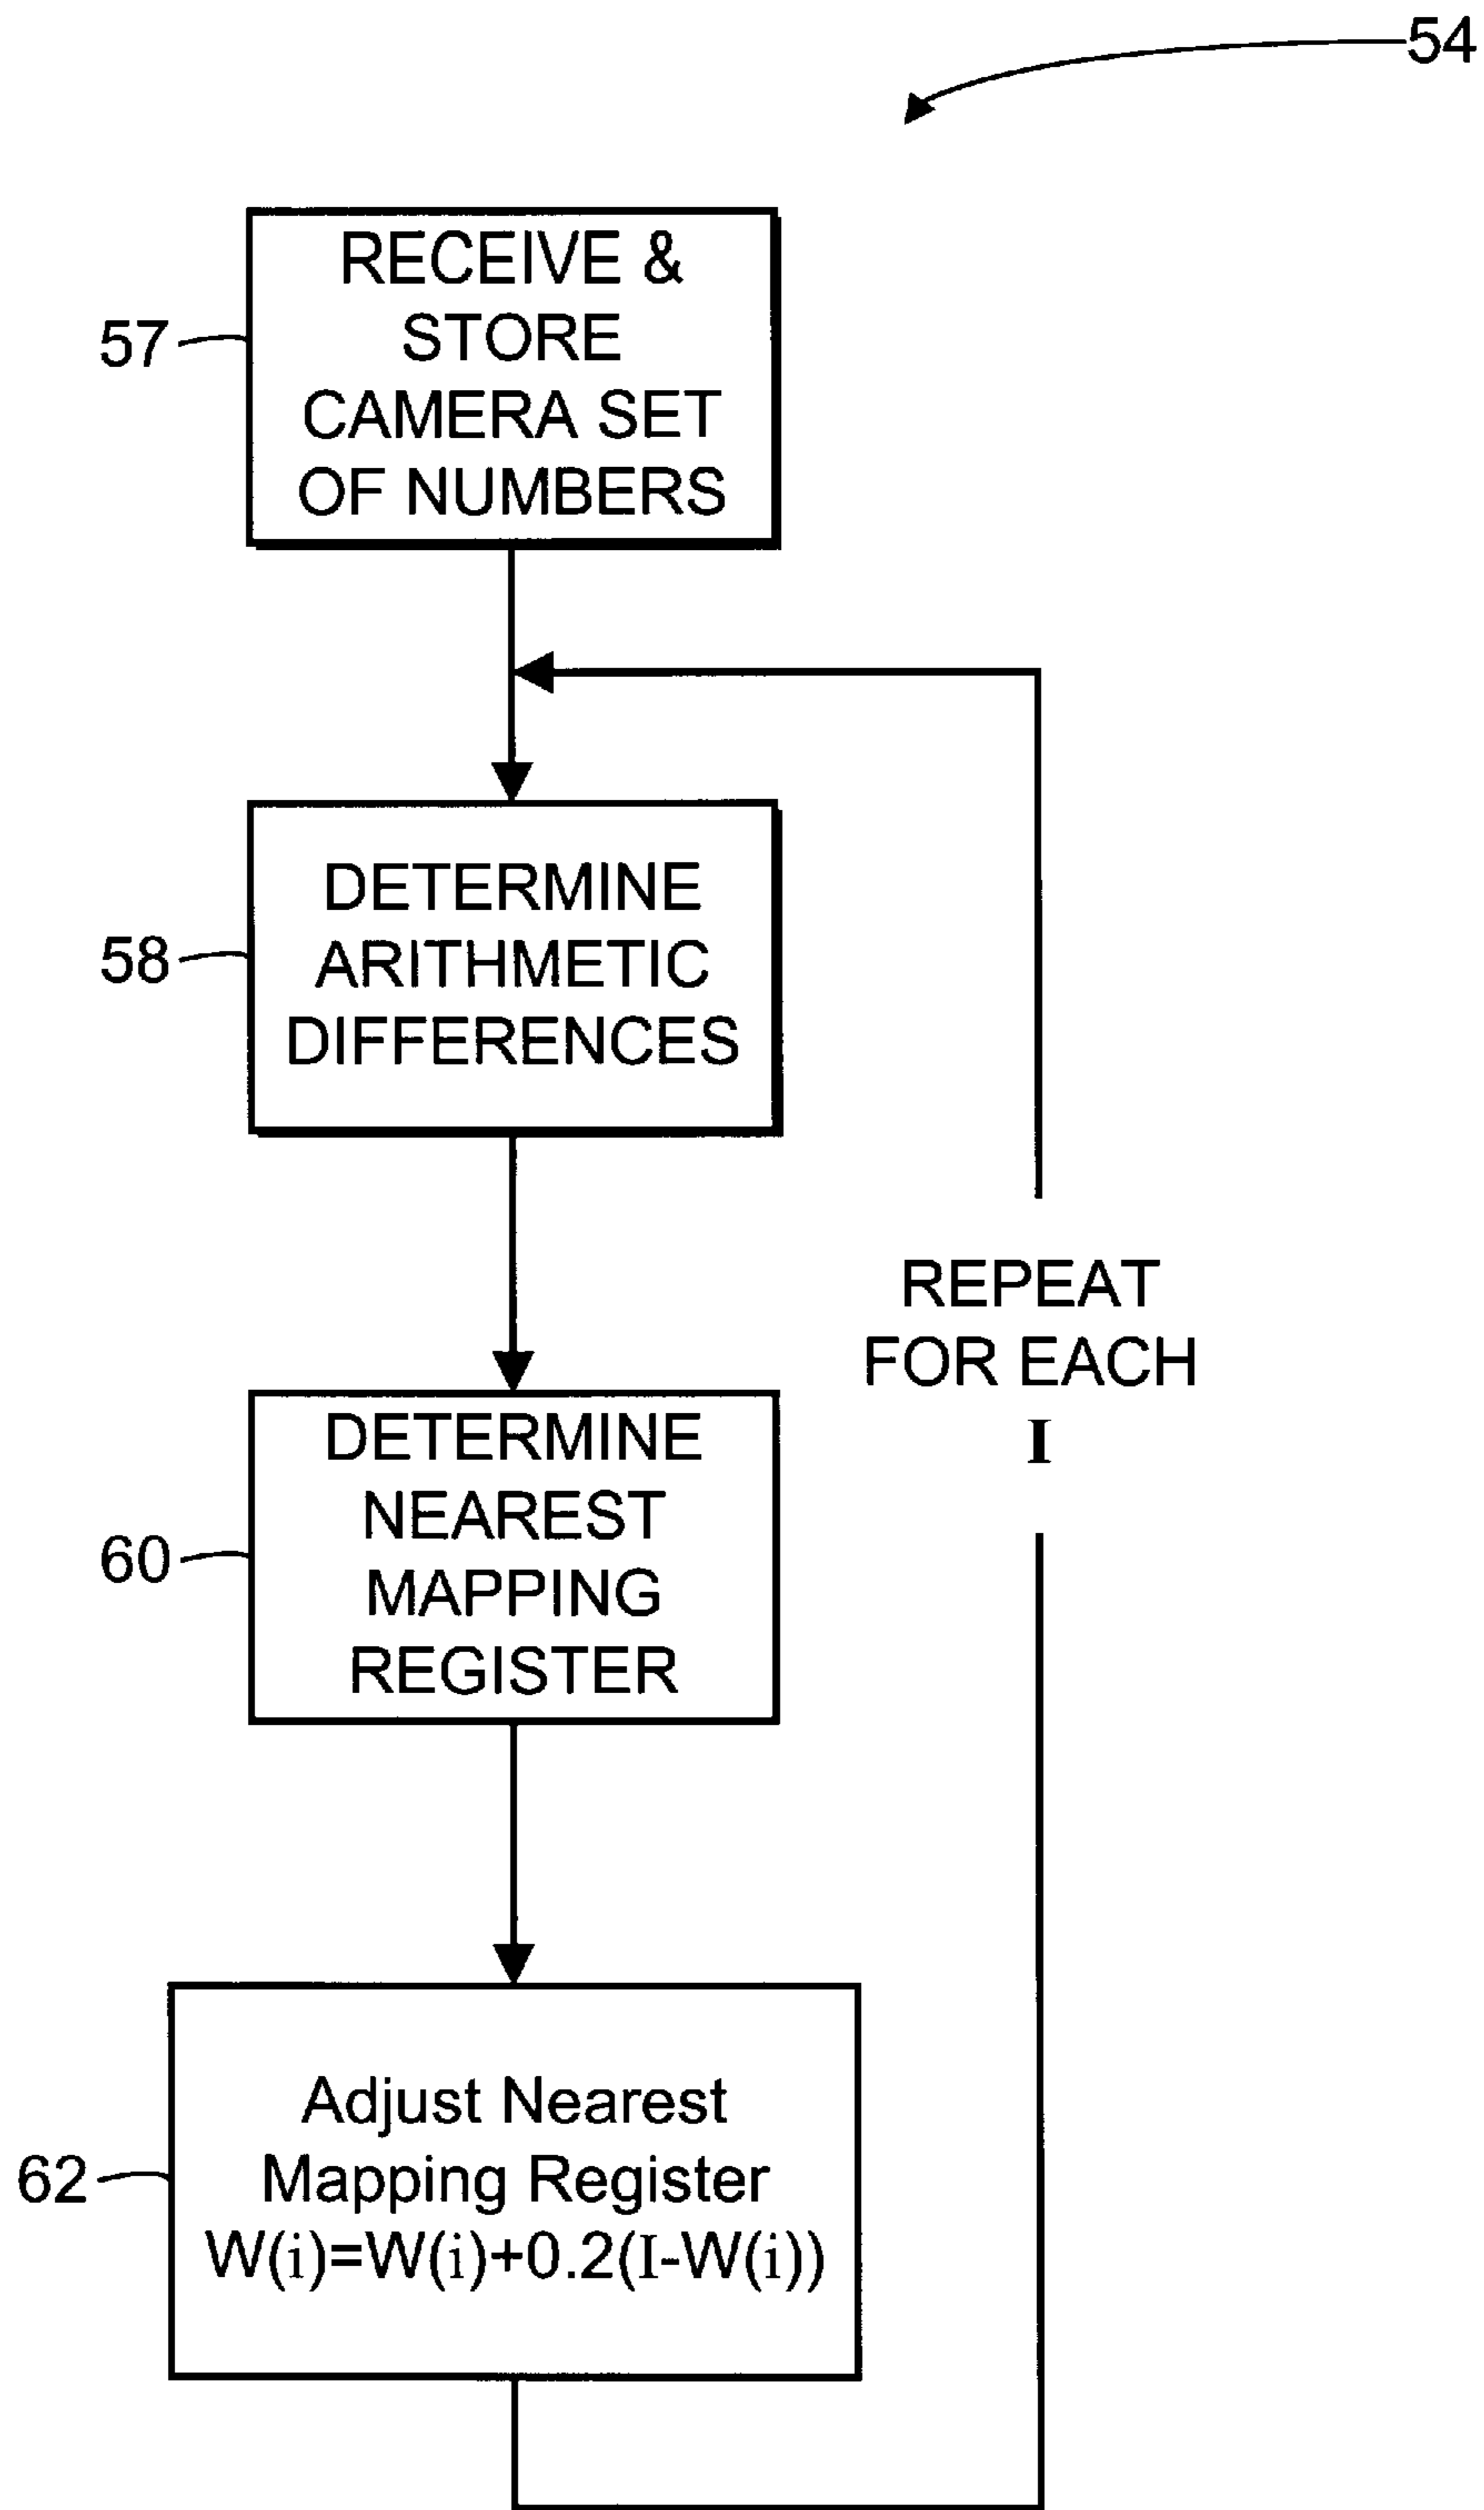 54
57
RECEIVE &
STORE
CAMERA SET
OF NUMBERS
58
DETERMINE
ARITHMETIC
DIFFERENCES
REPEAT
FOR EACH
I
60
DETERMINE
NEAREST
MAPPING
REGISTER
62
Adjust Nearest
Mapping Register
W(i)=W(i)+0.2(I-W(i))